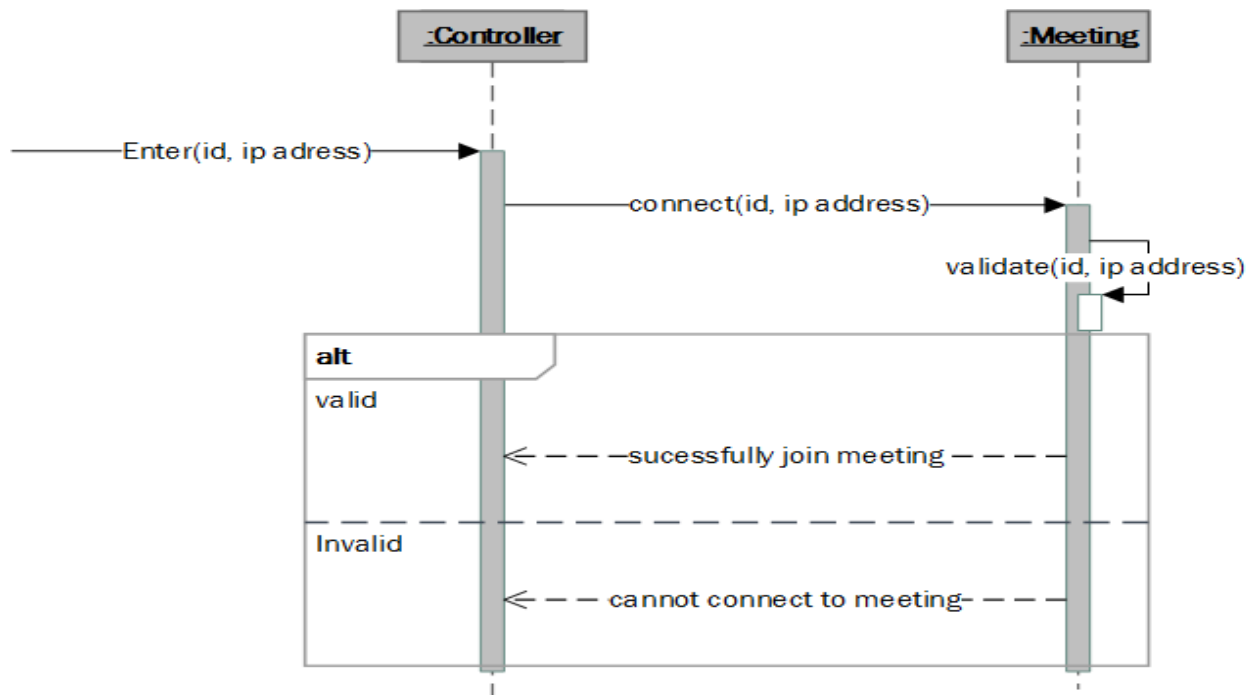 :Controller
:Meeting
Enter(id, ip adress)
connect(id, ip address)
validate(id, ip address)
alt
valid
sucessfully join meeting
Invalid
cannot connect to meeting